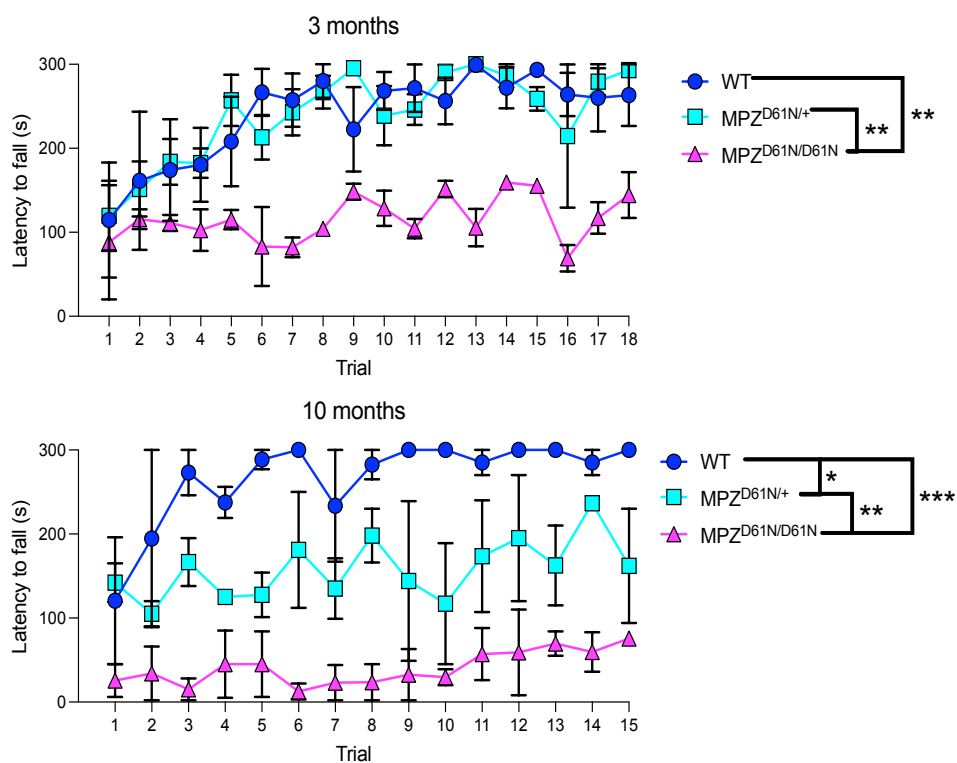 3 months
300
200
100
0
Latency to fall (s)
1 2 3 4 5 6 7 8 9 10 11 12 13 14 15 16 17 18
Trial
WT
MPZD61N/+
MPZD61N/D61N
**
**
10 months
300
200
100
0
Latency to fall (s)
1 2 3 4 5 6 7 8 9 10 11 12 13 14 15
Trial
WT
MPZD61N/+
MPZD61N/D61N
*
**
***